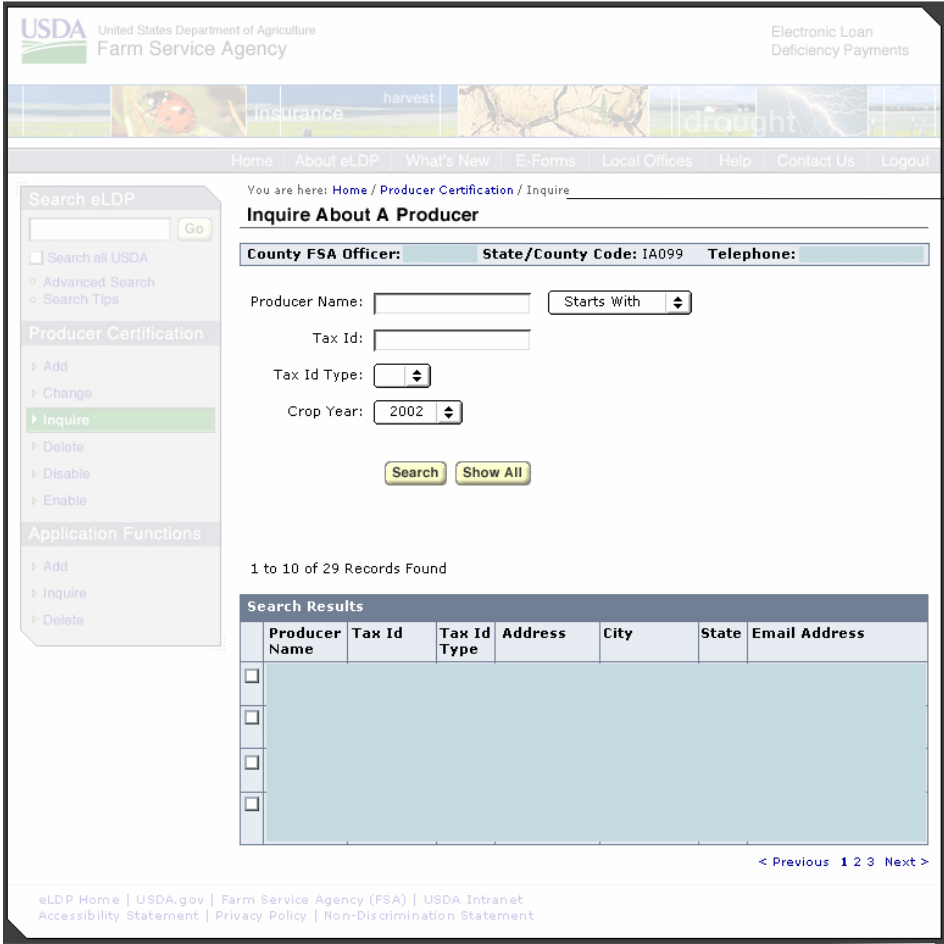 USDA
United States Department of Agriculture
Farm Service Agency
Electronic Loan
Deficiency Payments
insurance
harvest
drought
Home
About eLDP
What's New
E-Forms
Local Offices
Help
Contact Us
Logout
Search eLDP
Go
Search all USDA
Advanced Search
Search Tips
Producer Certification
Add
Change
Inquire
Delete
Disable
Enable
Application Functions
Add
Inquire
Delete
You are here: Home / Producer Certification / Inquire
Inquire About A Producer
County FSA Officer: State/County Code: IA099 Telephone:
Producer Name: Starts With
Tax Id:
Tax Id Type:
Crop Year: 2002
Search Show All
1 to 10 of 29 Records Found
Search Results
Producer Name Tax Id Tax Id Type Address City State Email Address
< Previous 1 2 3 Next >
eLDP Home | USDA.gov | Farm Service Agency (FSA) | USDA Intranet
Accessibility Statement | Privacy Policy | Non-Discrimination Statement